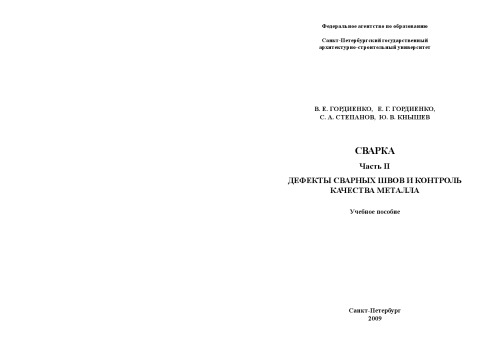 Федеральное агентство по образованию
Санкт-Петербургский государственный
архитектурно-строительный университет
В. Е. ГОРДИЕНКО, Е. Г. ГОРДИЕНКО,
С. А. СТЕПАНОВ, Ю. В. КНЫШЕВ
СВАРКА
Часть II
ДЕФЕКТЫ СВАРНЫХ ШВОВ И КОНТРОЛЬ
КАЧЕСТВА МЕТАЛЛА
Учебное пособие
Санкт-Петербург
2009